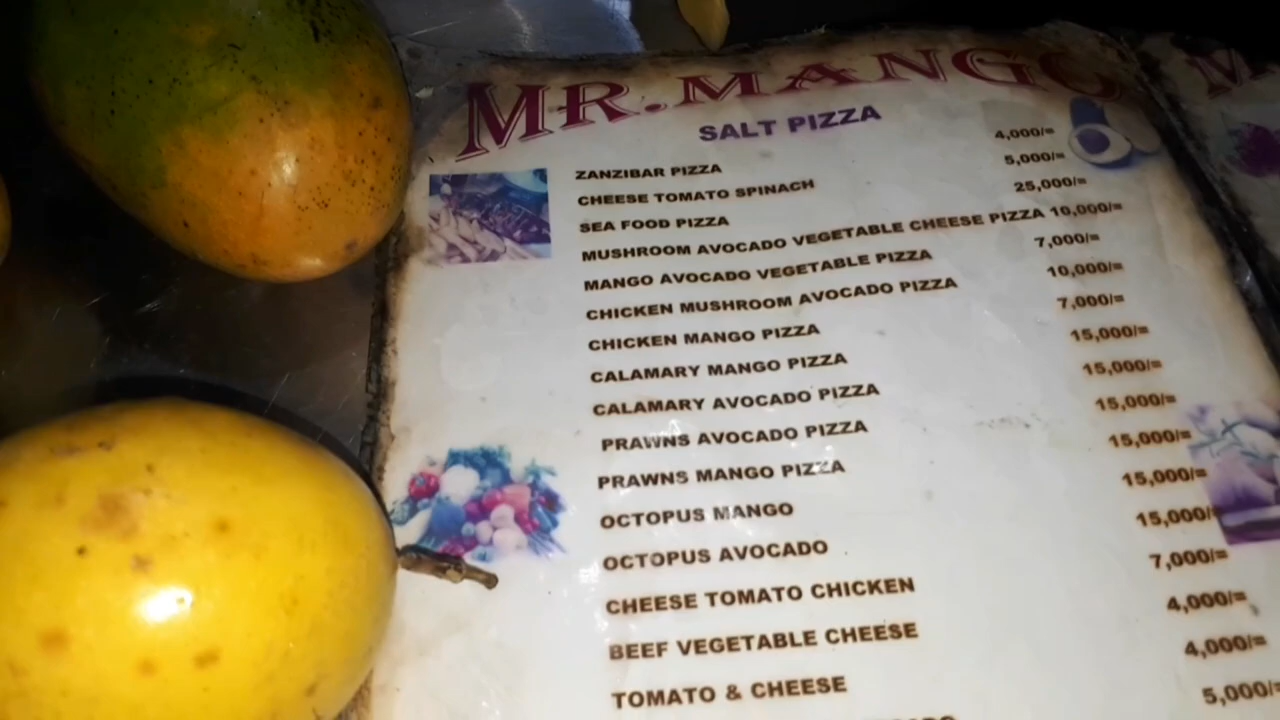 MR. MANGO
SALT PIZZA
ZANZIBAR PIZZA 4,000/=
CHEESE TOMATO SPINACH 5,000/=
SEA FOOD PIZZA 25,000/=
MUSHROOM AVOCADO VEGETABLE CHEESE PIZZA 10,000/=
MANGO AVOCADO VEGETABLE PIZZA 7,000/=
CHICKEN MUSHROOM AVOCADO PIZZA 10,000/=
CHICKEN MANGO PIZZA 7,000/=
CALAMARY MANGO PIZZA 15,000/=
CALAMARY AVOCADO PIZZA 15,000/=
PRAWNS AVOCADO PIZZA 15,000/=
PRAWNS MANGO PIZZA 15,000/=
OCTOPUS MANGO 15,000/=
OCTOPUS AVOCADO 15,000/=
CHEESE TOMATO CHICKEN 7,000/=
BEEF VEGETABLE CHEESE 4,000/=
TOMATO & CHEESE 4,000/=
5,000/=